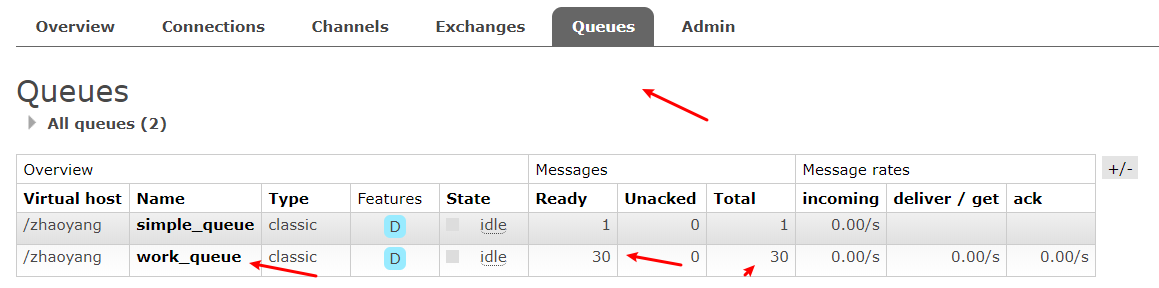 Overview Connections Channels Exchanges Queues Admin
Queues
All queues (2)
Overview Messages Message rates +/-
Virtual host Name Type Features State Ready Unacked Total incoming deliver / get ack
/zhaoyang simple_queue classic D idle 1 0 1 0.00/s
/zhaoyang work_queue classic D idle 30 0 30 0.00/s 0.00/s 0.00/s